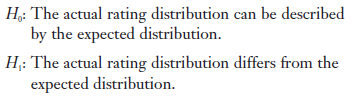 H₀: The actual rating distribution can be described
by the expected distribution.
H₁: The actual rating distribution differs from the
expected distribution.